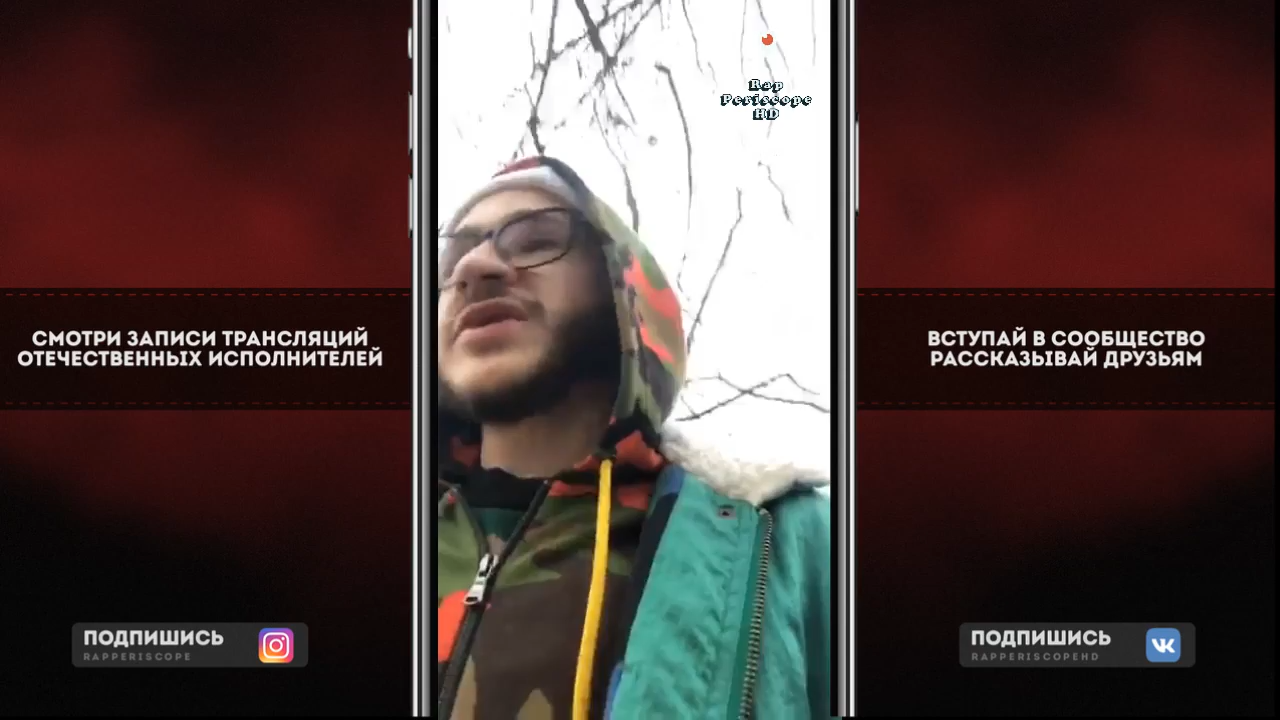 Rap
Periscope
HD
СМОТРИ ЗАПИСИ ТРАНСЛЯЦИЙ
ОТЕЧЕСТВЕННЫХ ИСПОЛНИТЕЛЕЙ
ВСТУПАЙ В СООБЩЕСТВО
РАССКАЗЫВАЙ ДРУЗЬЯМ
ПОДПИШИСЬ
RAPPERISCOPE
ПОДПИШИСЬ
RAPPERISCOPEHD